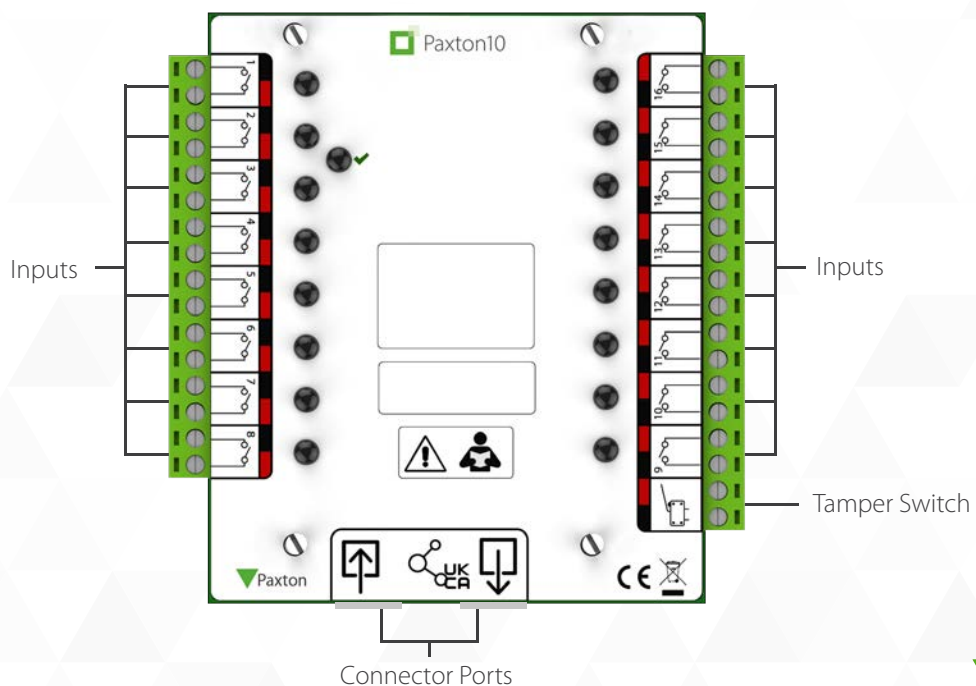 Paxton10
1
2
3
4
5
6
7
8
16
15
14
13
12
11
10
9
Inputs
Inputs
Tamper Switch
Paxton
UK
CA
CE
Connector Ports